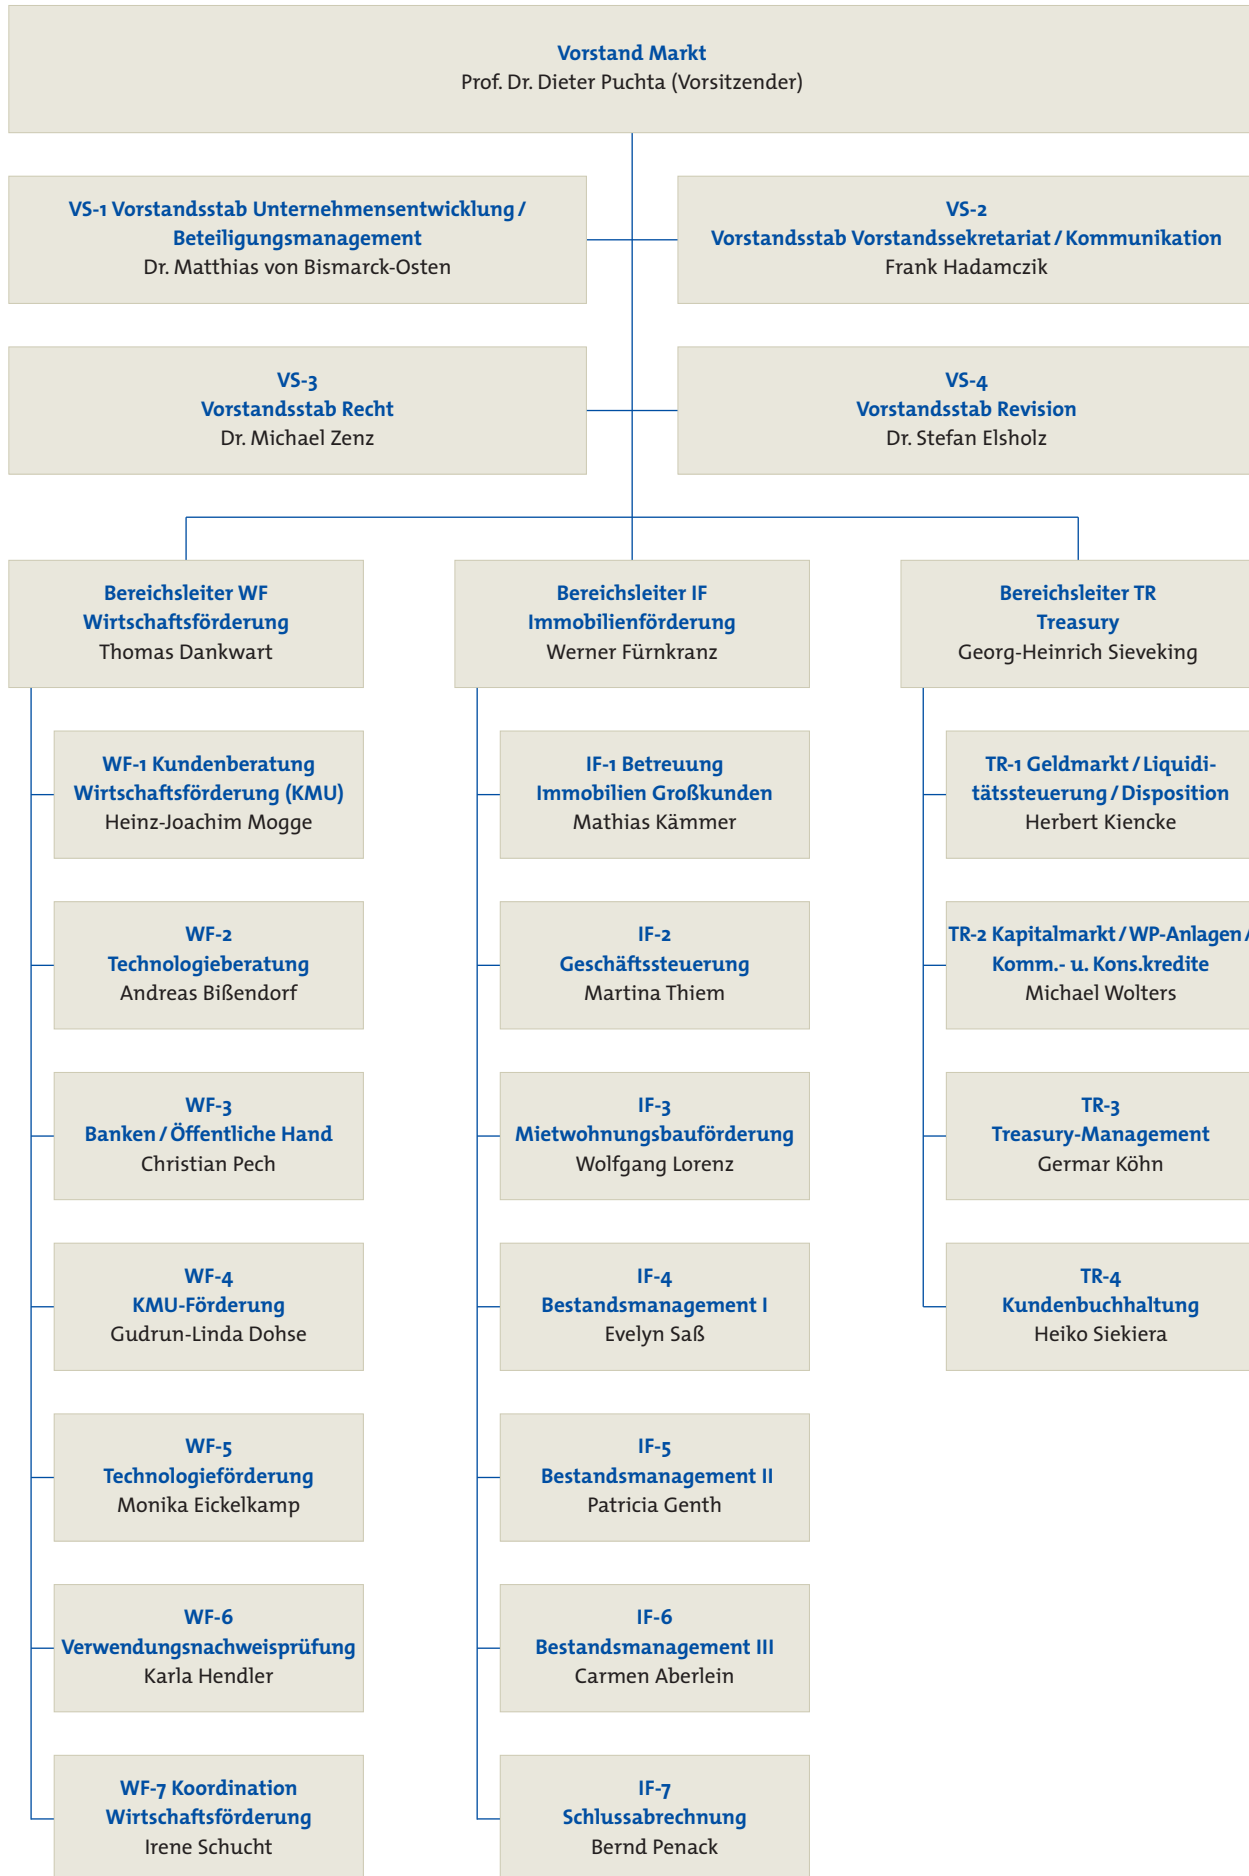 Vorstand Markt
Prof. Dr. Dieter Puchta (Vorsitzender)
VS-1 Vorstandsstab Unternehmensentwicklung /
Beteiligungsmanagement
Dr. Matthias von Bismarck-Osten
VS-2
Vorstandsstab Vorstandssekretariat / Kommunikation
Frank Hadamczik
VS-3
Vorstandsstab Recht
Dr. Michael Zenz
VS-4
Vorstandsstab Revision
Dr. Stefan Elsholz
Bereichsleiter WF
Wirtschaftsförderung
Thomas Dankwart
WF-1 Kundenberatung
Wirtschaftsförderung (KMU)
Heinz-Joachim Mogge
WF-2
Technologieberatung
Andreas Bißendorf
WF-3
Banken / Öffentliche Hand
Christian Pech
WF-4
KMU-Förderung
Gudrun-Linda Dohse
WF-5
Technologieförderung
Monika Eickelkamp
WF-6
Verwendungsnachweisprüfung
Karla Hendler
WF-7 Koordination
Wirtschaftsförderung
Irene Schucht
Bereichsleiter IF
Immobilienförderung
Werner Fürnkranz
IF-1 Betreuung
Immobilien Großkunden
Mathias Kämmer
IF-2
Geschäftssteuerung
Martina Thiem
IF-3
Mietwohnungsbauförderung
Wolfgang Lorenz
IF-4
Bestandsmanagement I
Evelyn Saß
IF-5
Bestandsmanagement II
Patricia Genth
IF-6
Bestandsmanagement III
Carmen Aberlein
IF-7
Schlussabrechnung
Bernd Penack
Bereichsleiter TR
Treasury
Georg-Heinrich Sieveking
TR-1 Geldmarkt / Liquidi-
tätssteuerung / Disposition
Herbert Kiencke
TR-2 Kapitalmarkt / WP-Anlagen /
Komm.- u. Kons.kredite
Michael Wolters
TR-3
Treasury-Management
Germar Köhn
TR-4
Kundenbuchhaltung
Heiko Siekiera